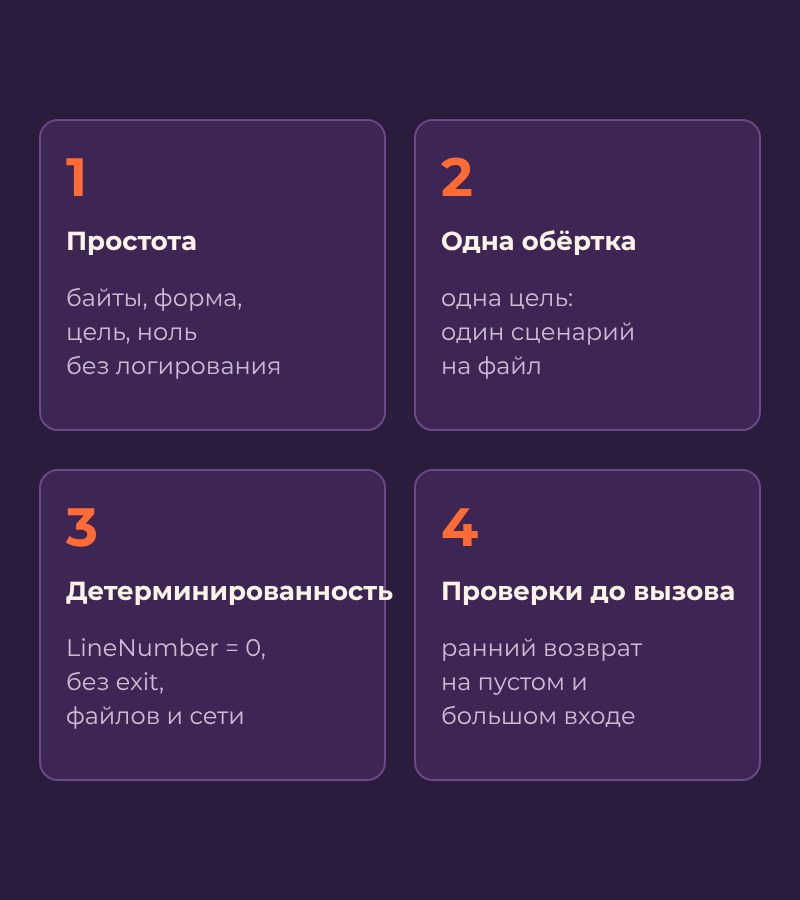 1
Простота
байты, форма,
цель, ноль
без логирования
2
Одна обёртка
одна цель:
один сценарий
на файл
3
Детерминированность
LineNumber = 0,
без exit,
файлов и сети
4
Проверки до вызова
ранний возврат
на пустом и
большом входе